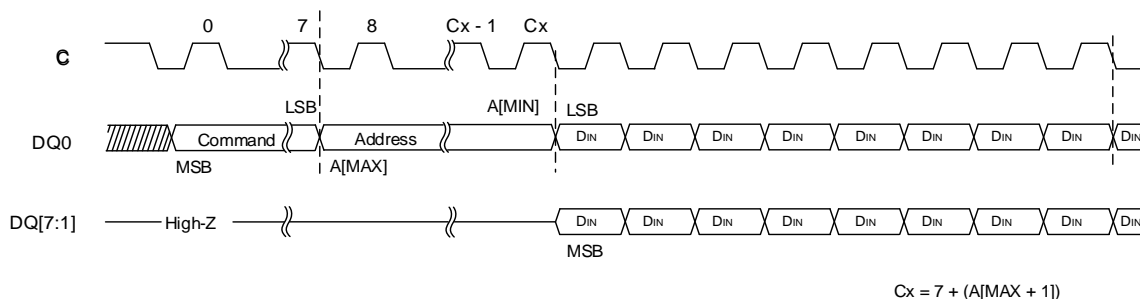 0 7 8 Cx - 1 Cx
C
LSB A[MIN] LSB
DQ0 Command Address DIN DIN DIN DIN DIN DIN DIN DIN DIN
MSB A[MAX]
DQ[7:1] High-Z DIN DIN DIN DIN DIN DIN DIN DIN DIN
MSB
Cx = 7 + (A[MAX + 1])